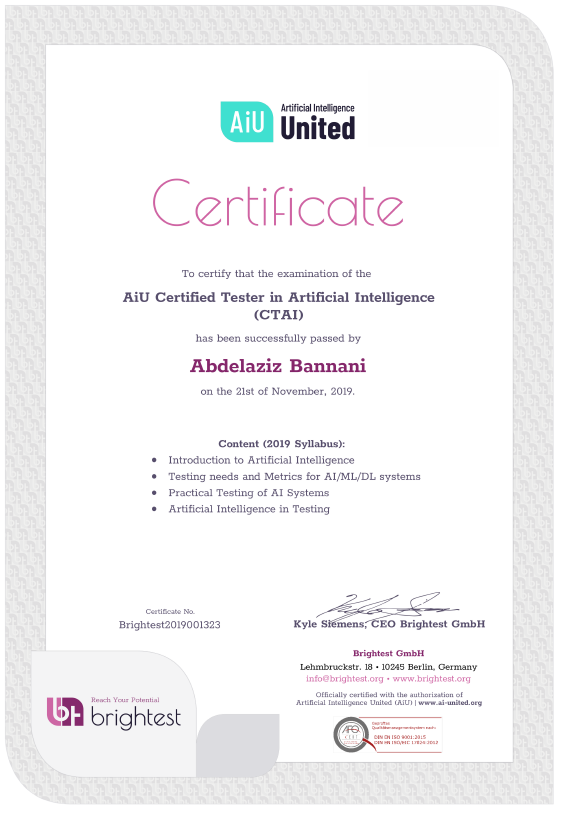 AiU
Artificial Intelligence
United
Certificate
To certify that the examination of the
AiU Certified Tester in Artificial Intelligence
(CTAI)
has been successfully passed by
Abdelaziz Bannani
on the 21st of November, 2019.
Content (2019 Syllabus):
• Introduction to Artificial Intelligence
• Testing needs and Metrics for AI/ML/DL systems
• Practical Testing of AI Systems
• Artificial Intelligence in Testing
Certificate No.
Brightest2019001323
Kyle Siemens, CEO Brightest GmbH
Brightest GmbH
Lehmbruckstr. 18 • 10245 Berlin, Germany
info@brightest.org • www.brightest.org
Officially certified with the authorization of
Artificial Intelligence United (AiU) | www.ai-united.org
bt
Reach Your Potential
brightest
Qualitätsmanagementsystem nach:
DIN EN ISO 9001:2015
DIN EN ISO/IEC 17024:2012